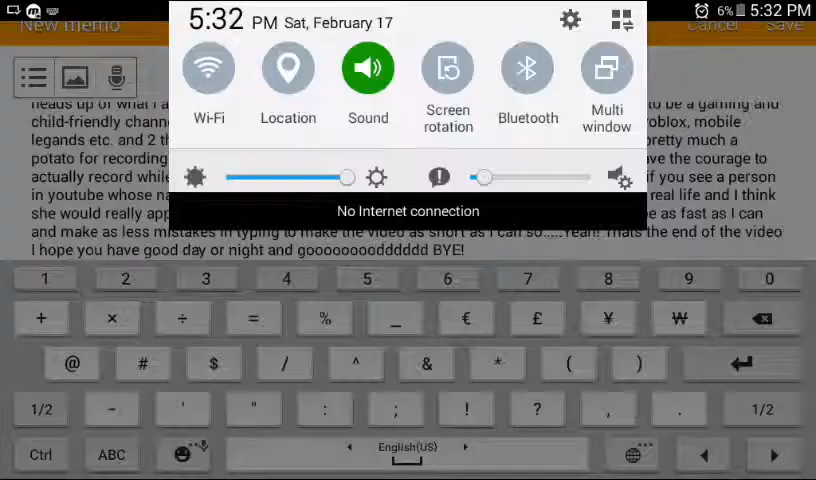 6% 5:32 PM
New memo
Cancel
Save
5:32 PM Sat, February 17
Wi-Fi
Location
Sound
Screen rotation
Bluetooth
Multi window
No Internet connection
heads up of what I a to be a gaming and
child-friendly chann roblox, mobile
legands etc. and 2 th pretty much a
potato for recording ave the courage to
actually record while if you see a person
in youtube whose na real life and I think
she would really app e as fast as I can
and make as less mistakes in typing to make the video as short as I can so.....Yeah! Thats the end of the video
I hope you have good day or night and goooooooodddddd BYE!
1 2 3 4 5 6 7 8 9 0
+ × ÷ = % _ € £ ¥ ₩
@ # $ / ^ & * ( )
1/2 - ' " : ; ! ? , . 1/2
Ctrl ABC English(US)